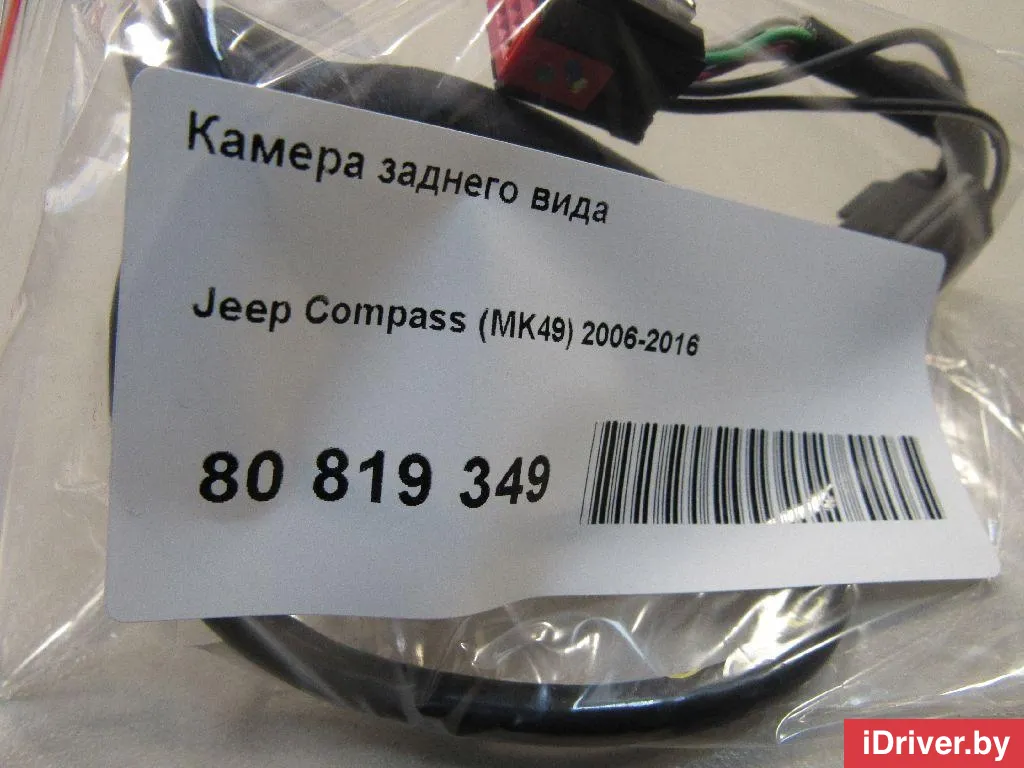 Камера заднего вида
Jeep Compass (MK49) 2006-2016
80 819 349
iDriver.by